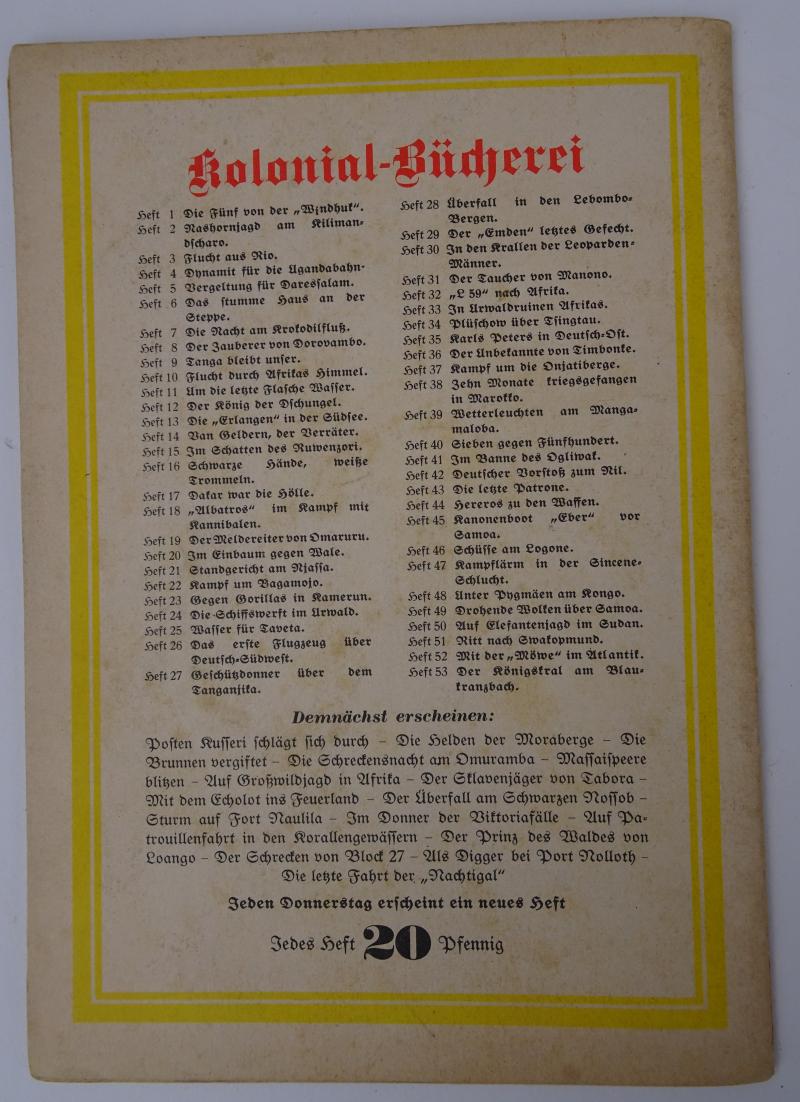 Kolonial-Bücherei
Heft 1 Die Fünf von der „Windhuk“.
Heft 2 Nashornjagd am Kiliman-
dscharo.
Heft 3 Flucht aus Rio.
Heft 4 Dynamit für die Ugandabahn.
Heft 5 Vergeltung für Daressalam.
Heft 6 Das stumme Haus an der
Steppe.
Heft 7 Die Nacht am Krokodilfluß.
Heft 8 Der Zauberer von Dorovambo.
Heft 9 Tanga bleibt unser.
Heft 10 Flucht durch Afrikas Himmel.
Heft 11 Um die letzte Flasche Wasser.
Heft 12 Der König der Dschungel.
Heft 13 Die „Erlangen“ in der Südsee.
Heft 14 Van Geldern, der Verräter.
Heft 15 Im Schatten des Ruwenzori.
Heft 16 Schwarze Hände, weiße
Trommeln.
Heft 17 Dakar war die Hölle.
Heft 18 „Albatros“ im Kampf mit
Kannibalen.
Heft 19 Der Meldereiter von Omaruru.
Heft 20 Im Einbaum gegen Wale.
Heft 21 Standgericht am Njassa.
Heft 22 Kampf um Bagamojo.
Heft 23 Gegen Gorillas in Kamerun.
Heft 24 Die Schiffswerft im Urwald.
Heft 25 Wasser für Taveta.
Heft 26 Das erste Flugzeug über
Deutsch-Südwest.
Heft 27 Geschützdonner über dem
Tanganjika.
Heft 28 Überfall in den Lebombo-
Bergen.
Heft 29 Der „Emden“ letztes Gefecht.
Heft 30 In den Krallen der Leoparden-
Männer.
Heft 31 Der Taucher von Manono.
Heft 32 „L 59“ nach Afrika.
Heft 33 In Urwaldruinen Afrikas.
Heft 34 Plüschow über Tsingtau.
Heft 35 Karls Peters in Deutsch-Ost.
Heft 36 Der Unbekannte von Timbonke.
Heft 37 Kampf um die Onjatiberge.
Heft 38 Zehn Monate kriegsgefangen
in Marokko.
Heft 39 Wetterleuchten am Manga-
maloba.
Heft 40 Sieben gegen Fünfhundert.
Heft 41 Im Banne des Ogliwak.
Heft 42 Deutscher Vorstoß zum Nil.
Heft 43 Die letzte Patrone.
Heft 44 Hereros zu den Waffen.
Heft 45 Kanonenboot „Eber“ vor
Samoa.
Heft 46 Schüsse am Logone.
Heft 47 Kampflärm in der Sincene-
Schlucht.
Heft 48 Unter Pygmäen am Kongo.
Heft 49 Drohende Wolken über Samoa.
Heft 50 Auf Elefantenjagd im Sudan.
Heft 51 Ritt nach Swakopmund.
Heft 52 Mit der „Möwe“ im Atlantik.
Heft 53 Der Königskral am Blau-
kranzbach.
Demnächst erscheinen:
Posten Kusseri schlägt sich durch – Die Helden der Moraberge – Die
Brunnen vergiftet – Die Schreckensnacht am Omuramba – Massaispeere
blitzen – Auf Großwildjagd in Afrika – Der Sklavenjäger von Tabora –
Mit dem Echolot ins Feuerland – Der Überfall am Schwarzen Nossob –
Sturm auf Fort Naulila – Im Donner der Viktoriafälle – Auf Pa-
trouillenfahrt in den Korallengewässern – Der Prinz des Waldes von
Loango – Der Schrecken von Block 27 – Als Digger bei Port Nolloth –
Die letzte Fahrt der „Nachtigal“
Jeden Donnerstag erscheint ein neues Heft
Jedes Heft 20 Pfennig